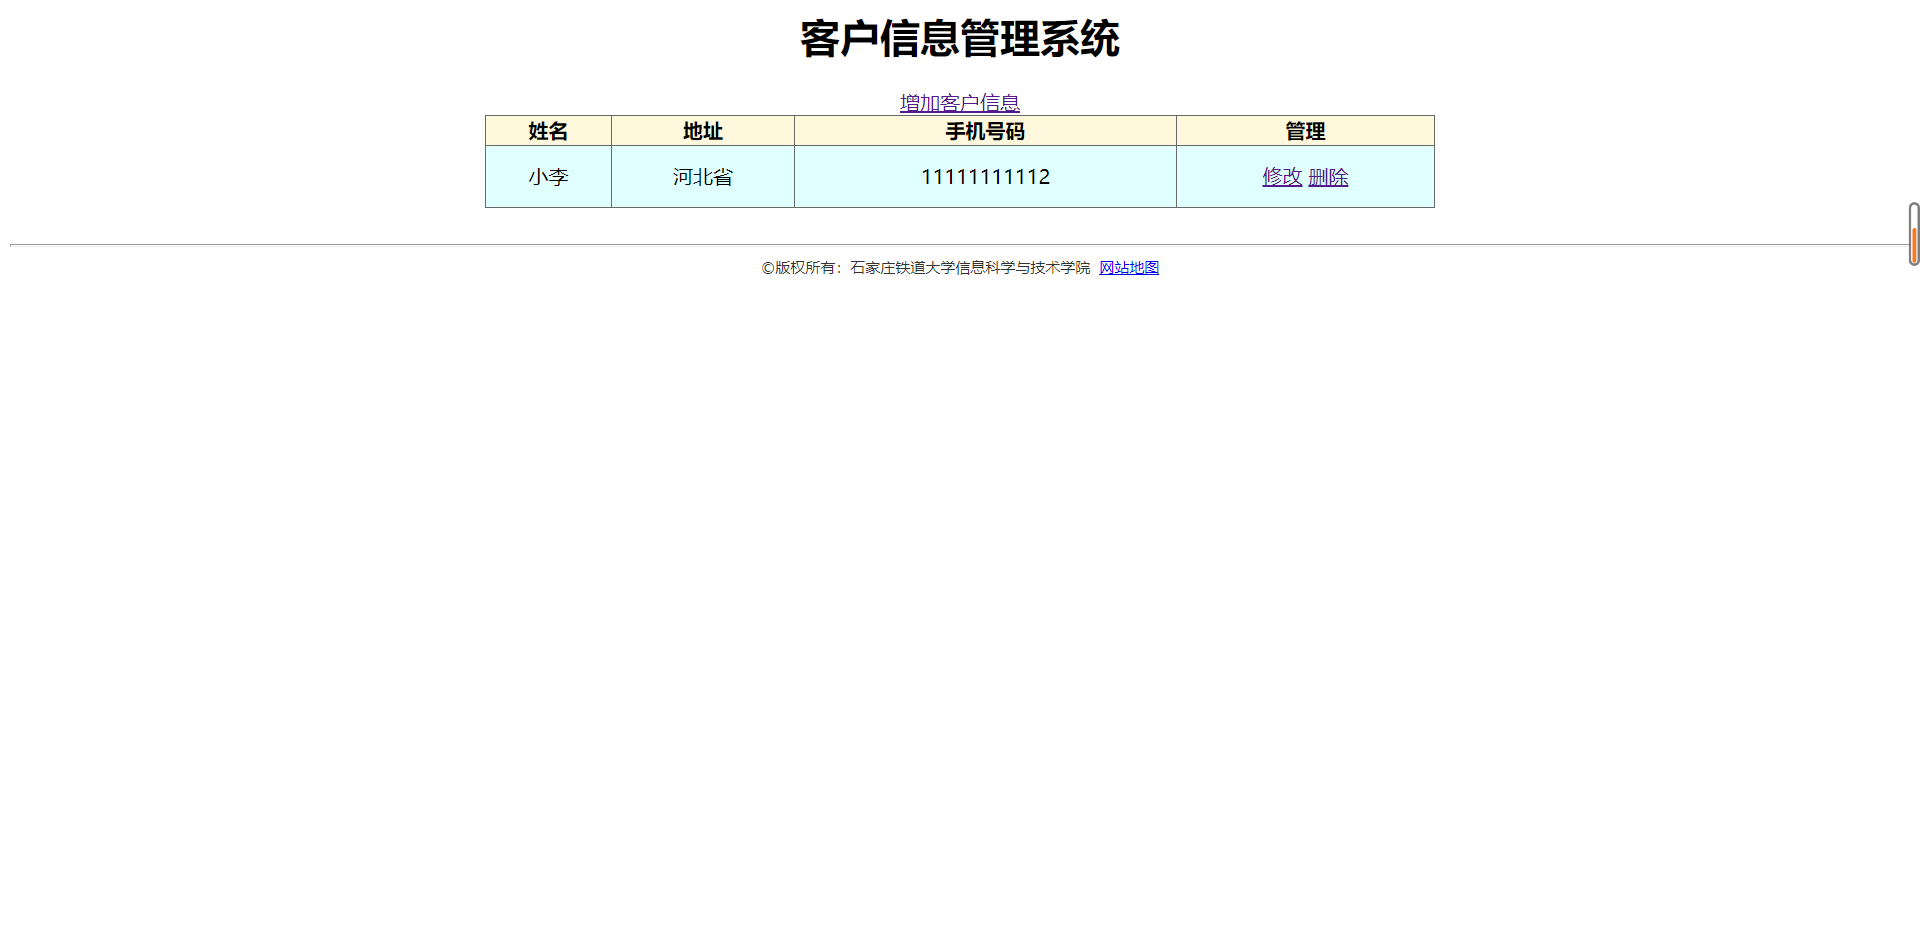 客户信息管理系统
增加客户信息
姓名 地址 手机号码 管理
小李 河北省 11111111112 修改 删除
©版权所有：石家庄铁道大学信息科学与技术学院 网站地图